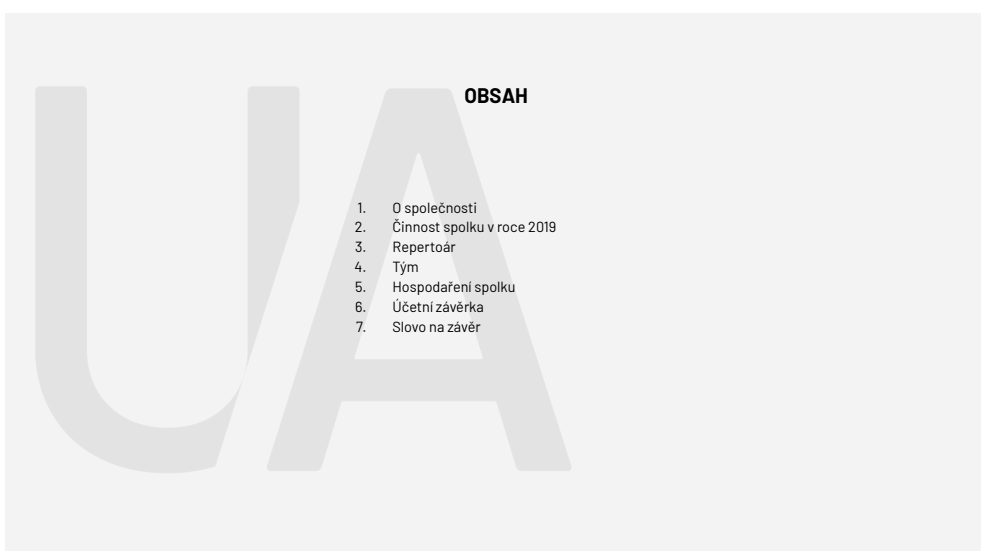 OBSAH
1. O společnosti
2. Činnost spolku v roce 2019
3. Repertoár
4. Tým
5. Hospodaření spolku
6. Účetní závěrka
7. Slovo na závěr
UA